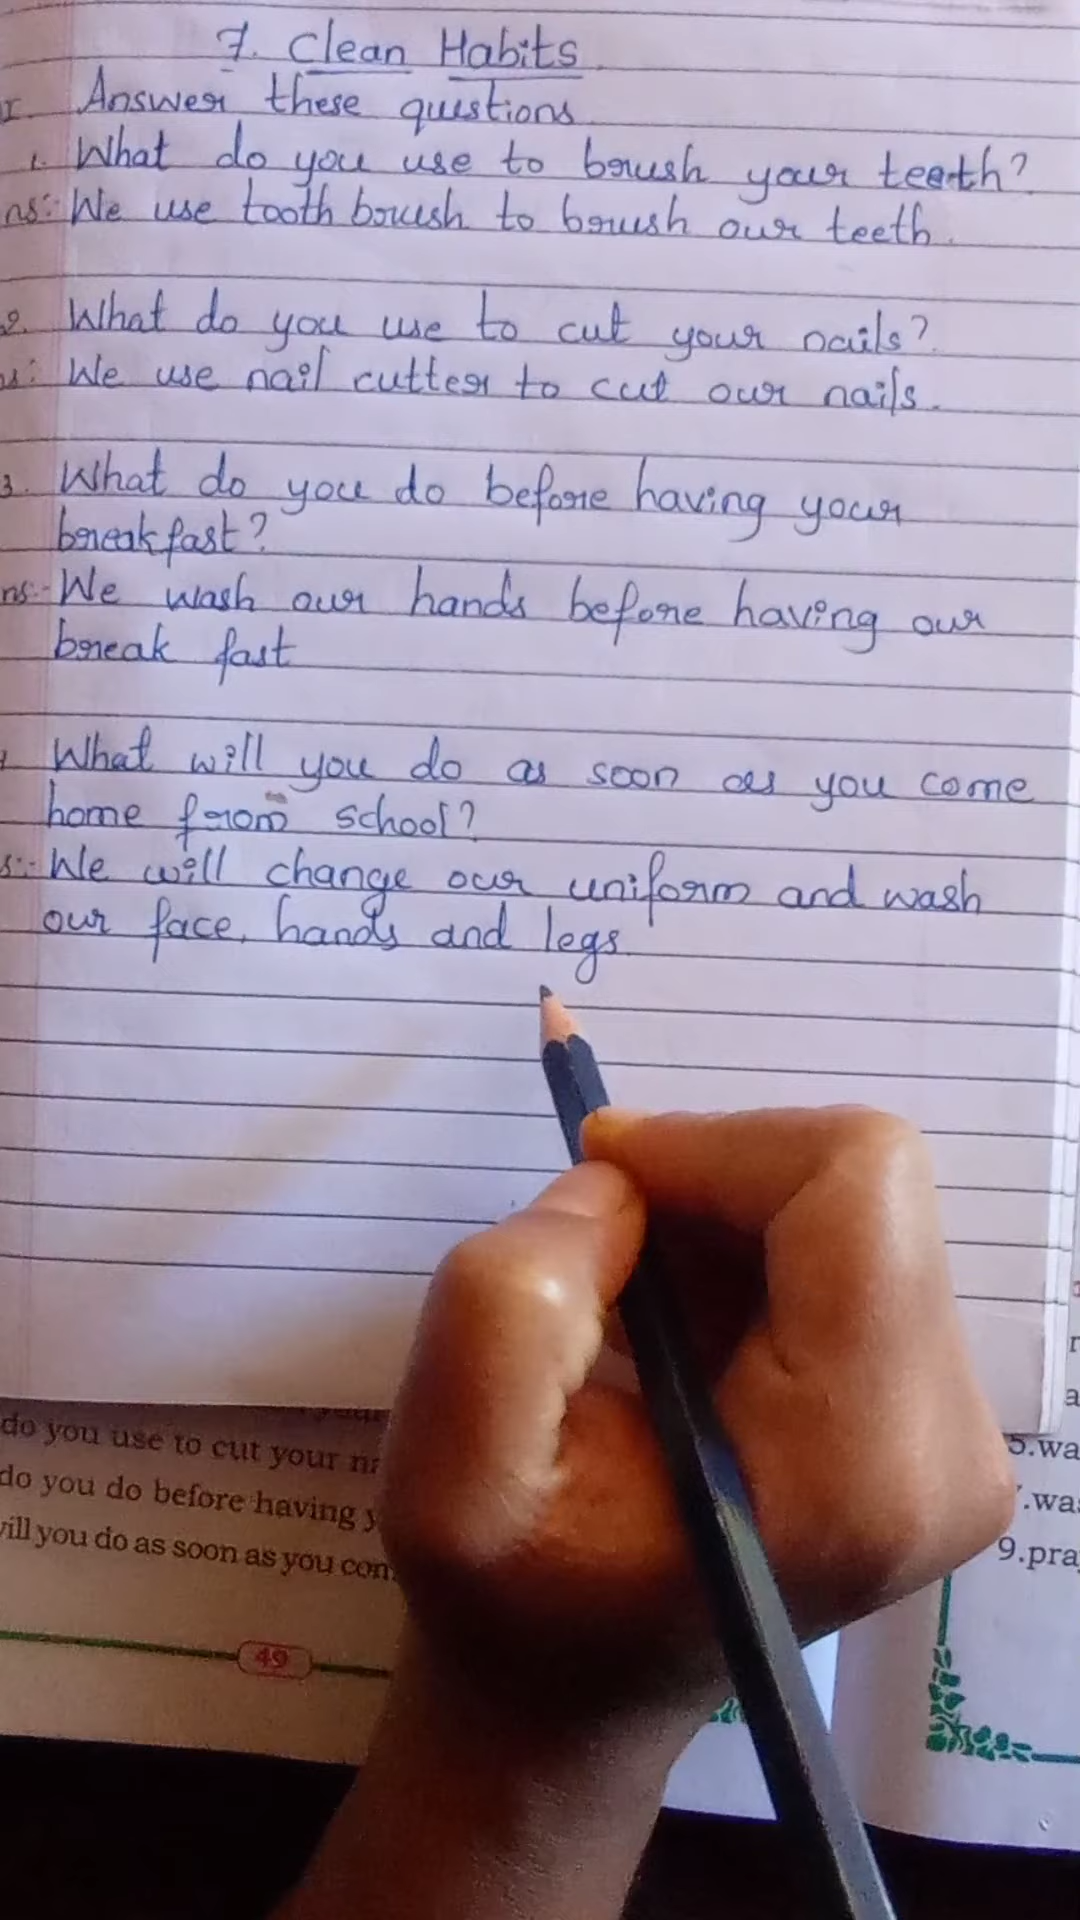 7. Clean Habits
I. Answer these questions
1. What do you use to brush your teeth?
ns:- We use tooth brush to brush our teeth.
2. What do you use to cut your nails?
s:- We use nail cutter to cut our nails.
3. What do you do before having your
breakfast?
ns:- We wash our hands before having our
break fast
What will you do as soon as you come
home from school?
s:- We will change our uniform and wash
our face, hands and legs
do you use to cut your
do you do before having
ill you do as soon as you com
49
5.wa
.wa
9.pra